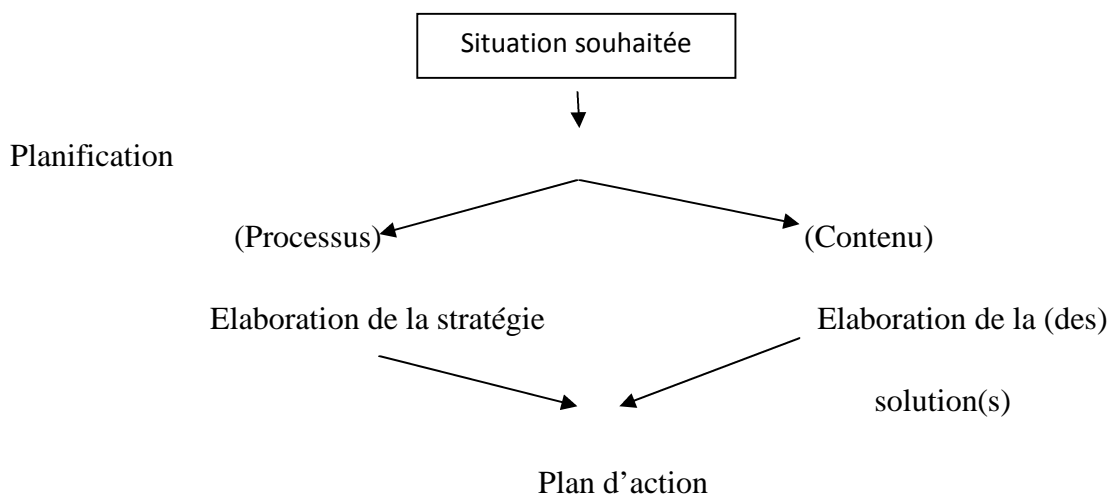 Situation souhaitée
Planification
(Processus)
(Contenu)
Elaboration de la stratégie
Elaboration de la (des)
solution(s)
Plan d’action